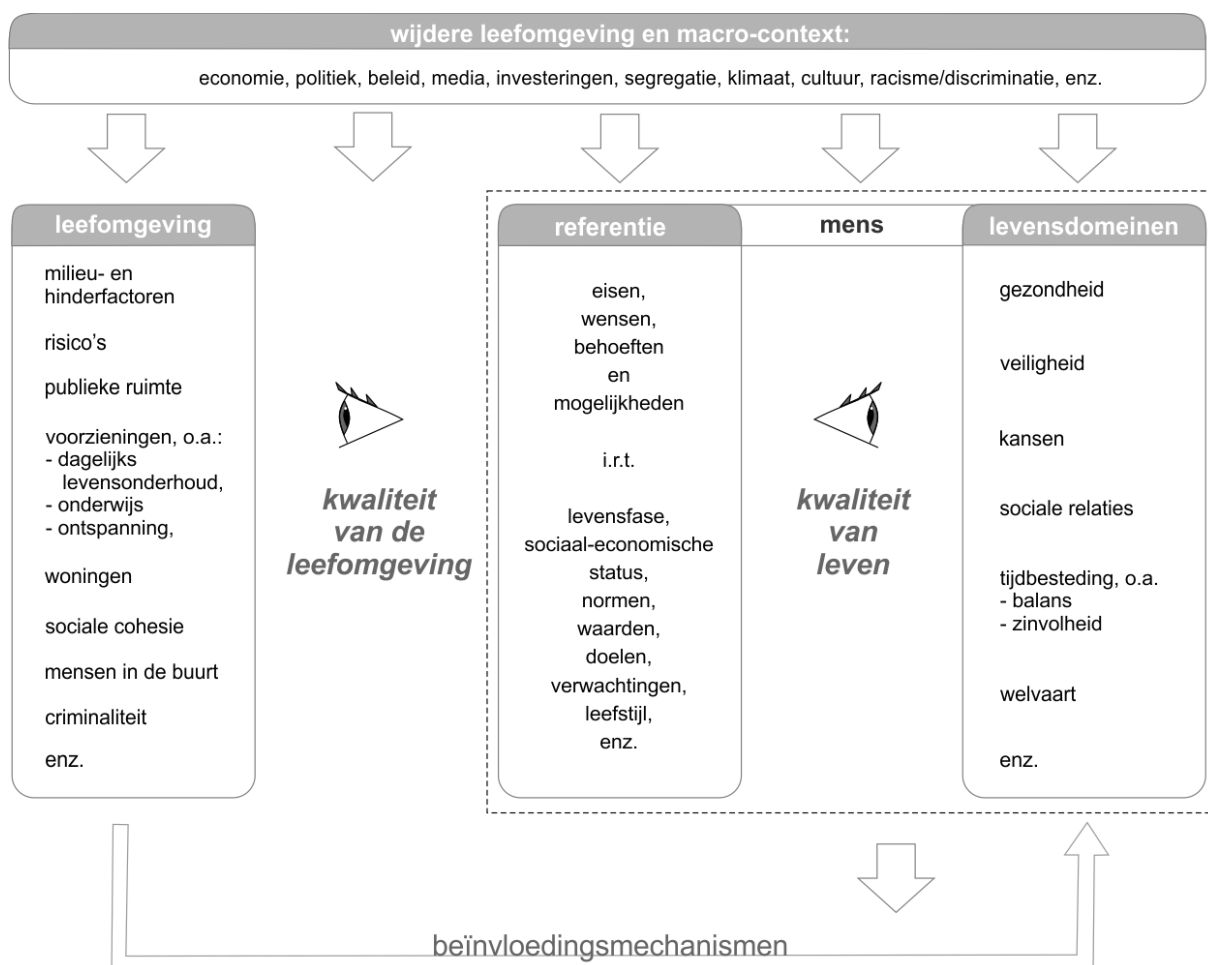 wijdere leefomgeving en macro-context:
economie, politiek, beleid, media, investeringen, segregatie, klimaat, cultuur, racisme/discriminatie, enz.
leefomgeving
milieu- en
hinderfactoren
risico's
publieke ruimte
voorzieningen, o.a.:
- dagelijks
levensonderhoud,
- onderwijs
- ontspanning,
woningen
sociale cohesie
mensen in de buurt
criminaliteit
enz.
kwaliteit
van de
leefomgeving
referentie
eisen,
wensen,
behoeften
en
mogelijkheden
i.r.t.
levensfase,
sociaal-economische
status,
normen,
waarden,
doelen,
verwachtingen,
leefstijl,
enz.
mens
kwaliteit
van
leven
levensdomeinen
gezondheid
veiligheid
kansen
sociale relaties
tijdbesteding, o.a.
- balans
- zinvolheid
welvaart
enz.
beïnvloedingsmechanismen